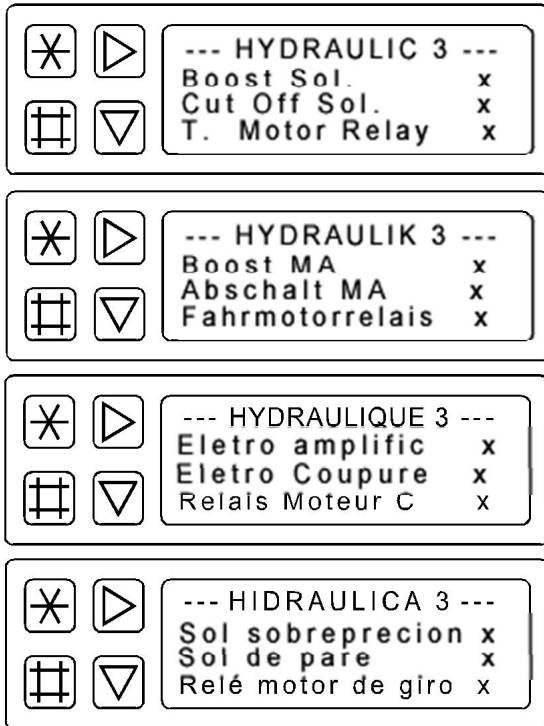 --- HYDRAULIC 3 ---
Boost Sol. x
Cut Off Sol. x
T. Motor Relay x
--- HYDRAULIK 3 ---
Boost MA x
Abschalt MA x
Fahrmotorrelais x
--- HYDRAULIQUE 3 ---
Eletro amplific x
Eletro Coupure x
Relais Moteur C x
--- HIDRAULICA 3 ---
Sol sobreprecion x
Sol de pare x
Relé motor de giro x